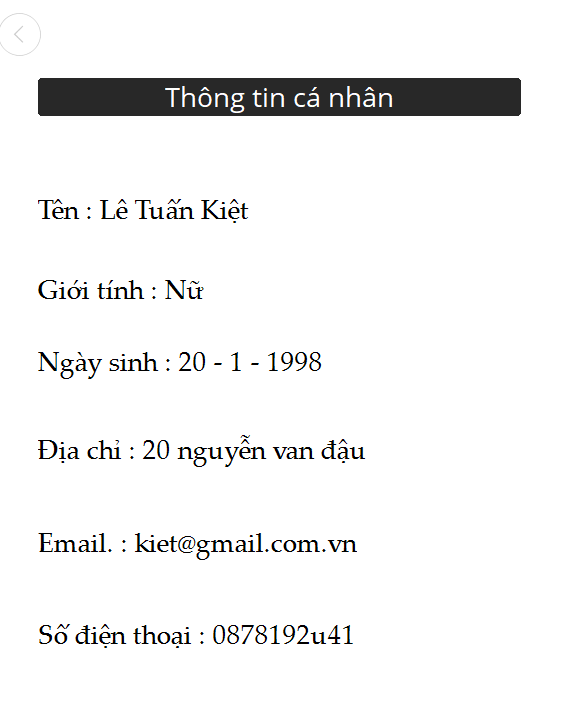 Thông tin cá nhân
Tên : Lê Tuấn Kiệt
Giới tính : Nữ
Ngày sinh : 20 - 1 - 1998
Địa chỉ : 20 nguyễn van đậu
Email. : kiet@gmail.com.vn
Số điện thoại : 0878192u41